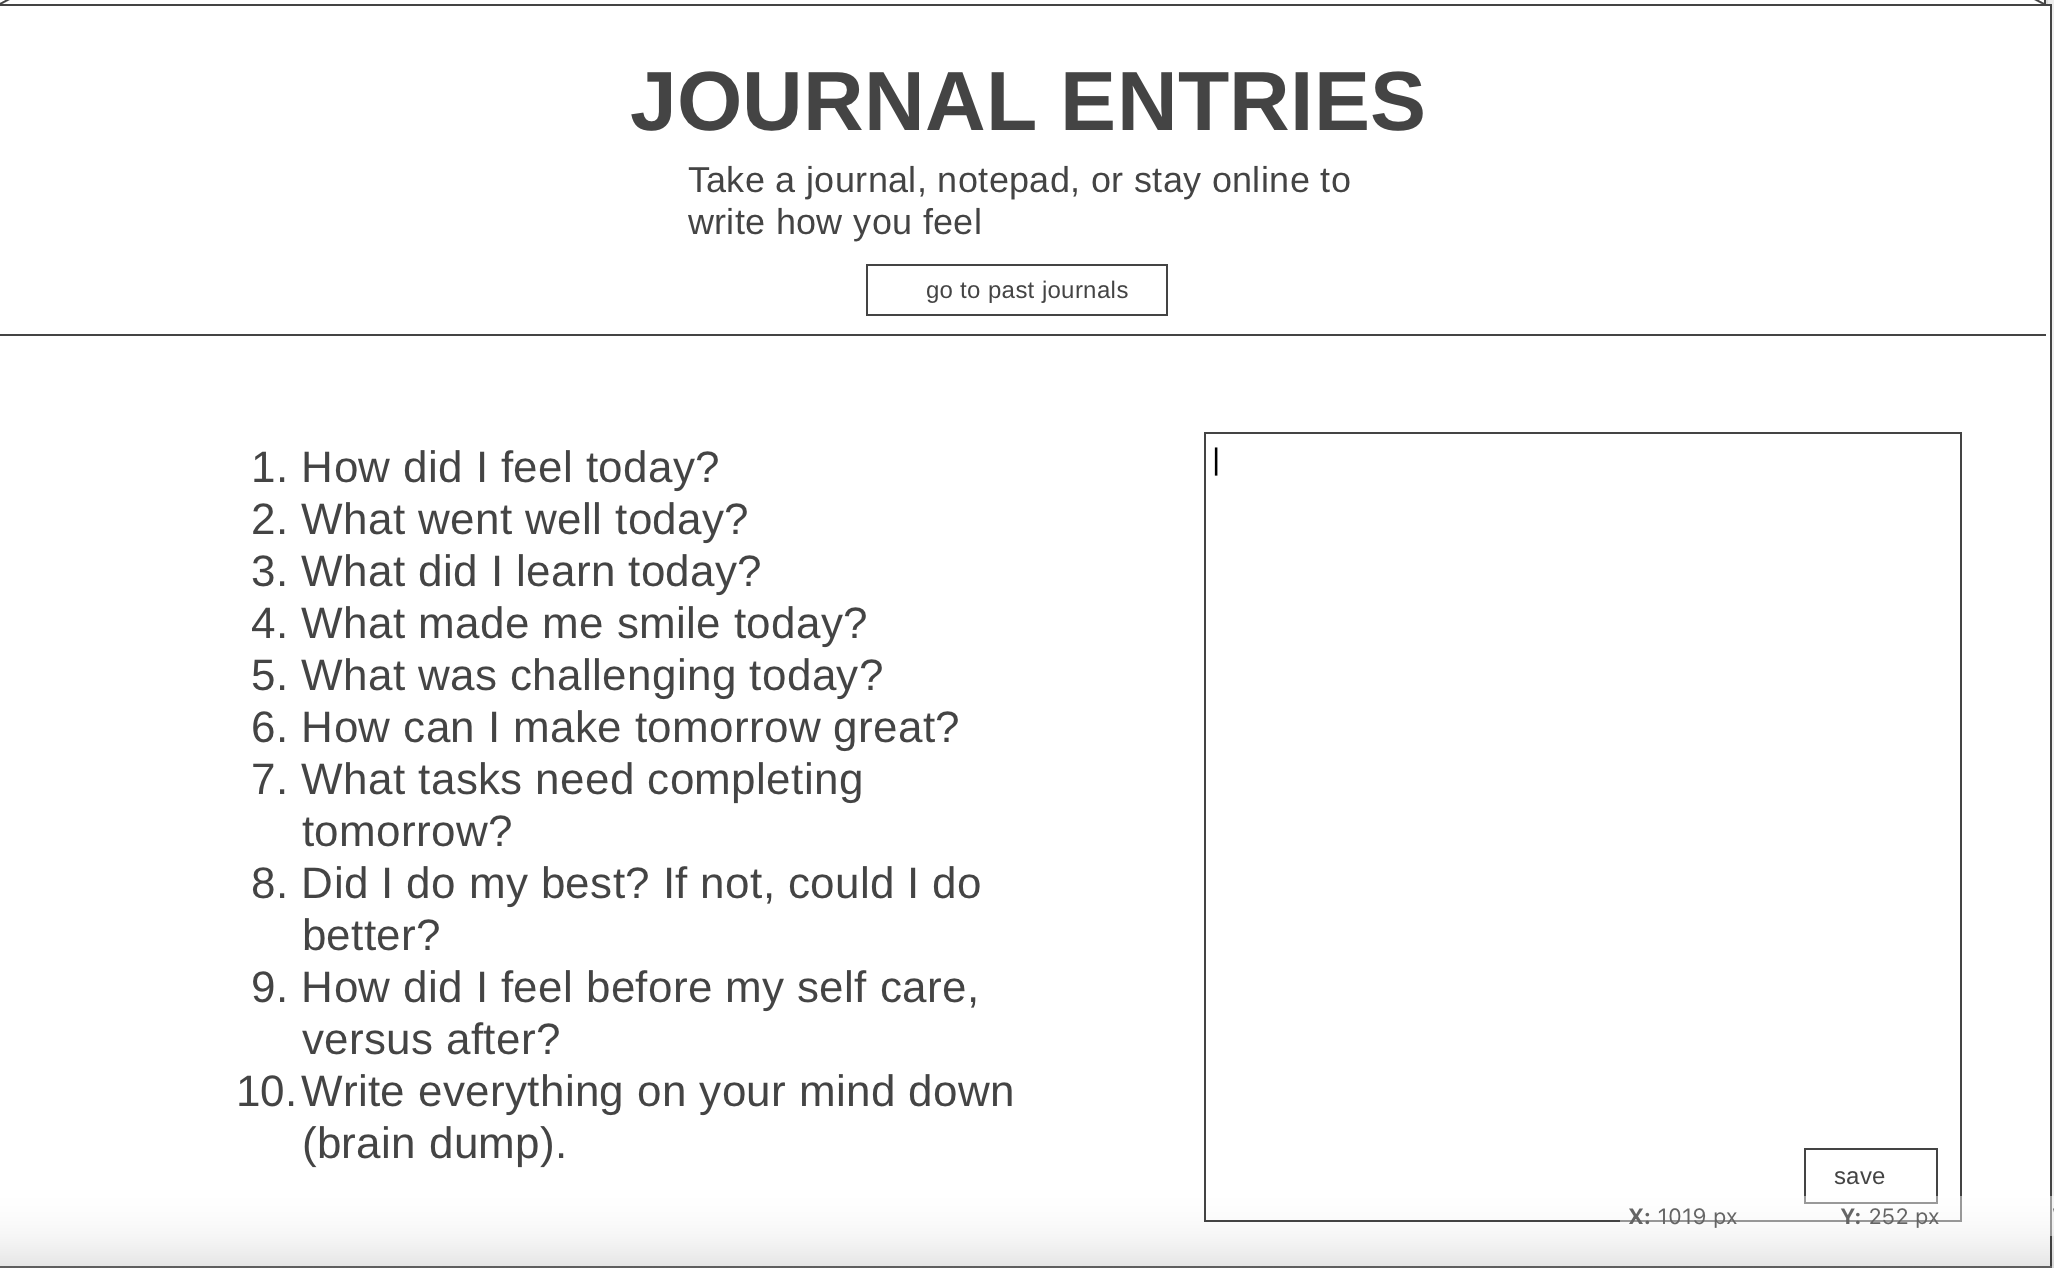 JOURNAL ENTRIES
Take a journal, notepad, or stay online to
write how you feel
go to past journals
1. How did I feel today?
2. What went well today?
3. What did I learn today?
4. What made me smile today?
5. What was challenging today?
6. How can I make tomorrow great?
7. What tasks need completing
tomorrow?
8. Did I do my best? If not, could I do
better?
9. How did I feel before my self care,
versus after?
10. Write everything on your mind down
(brain dump).
save
X: 1019 px Y: 252 px